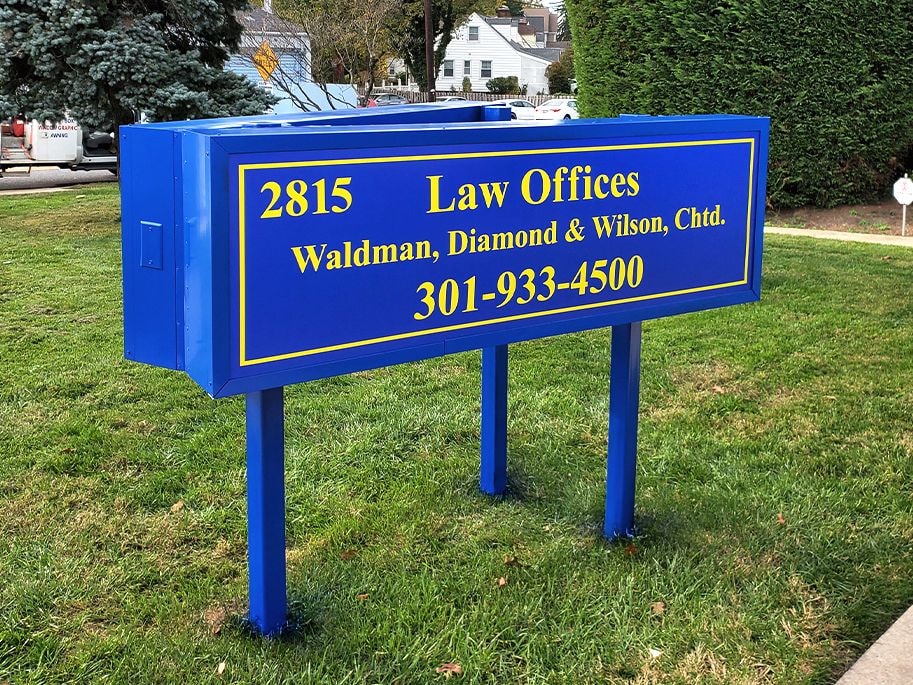 2815 Law Offices
Waldman, Diamond & Wilson, Chtd.
301-933-4500